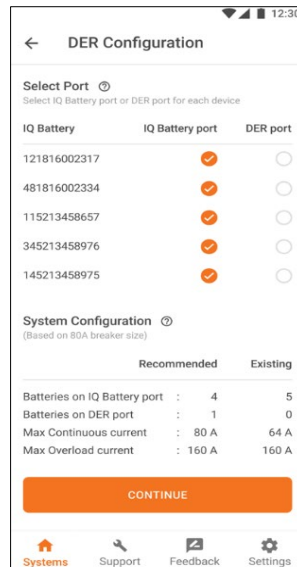 12:30
DER Configuration
Select Port
Select IQ Battery port or DER port for each device
IQ Battery IQ Battery port DER port
121816002317
481816002334
115213458657
345213458976
145213458975
System Configuration
(Based on 80A breaker size)
Recommended Existing
Batteries on IQ Battery port : 4 5
Batteries on DER port : 1 0
Max Continuous current : 80 A 64 A
Max Overload current : 160 A 160 A
CONTINUE
Systems Support Feedback Settings